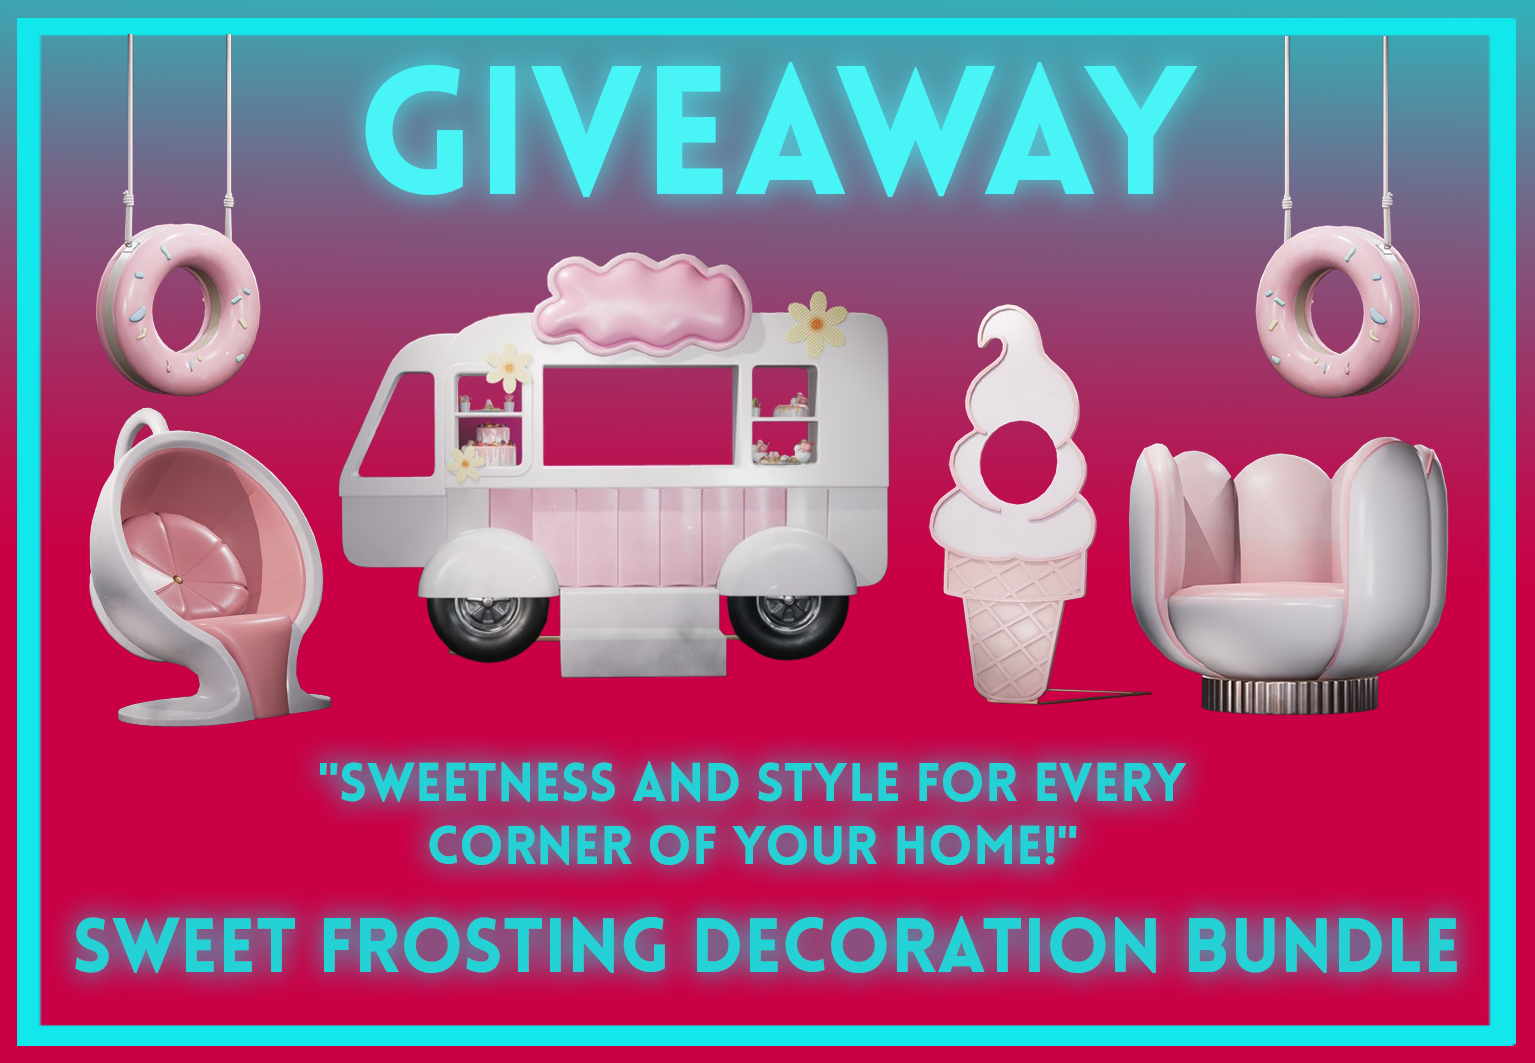 GIVEAWAY
"SWEETNESS AND STYLE FOR EVERY
CORNER OF YOUR HOME!"
SWEET FROSTING DECORATION BUNDLE